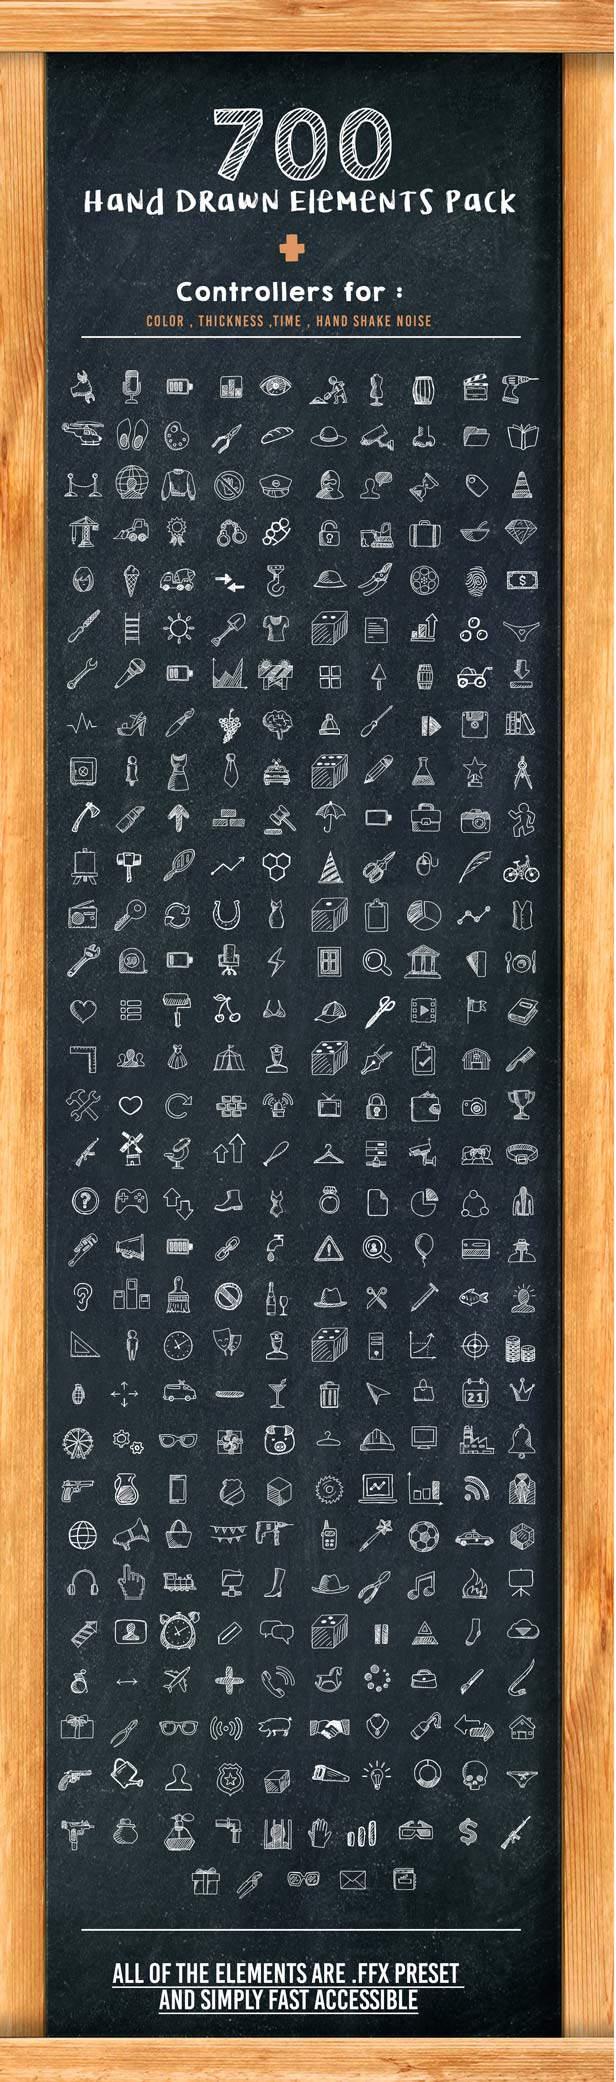 700
Hand Drawn Elements Pack
+
Controllers for :
COLOR , THICKNESS ,TIME , HAND SHAKE NOISE
$
?
21
$
ALL OF THE ELEMENTS ARE .FFX PRESET
AND SIMPLY FAST ACCESSIBLE